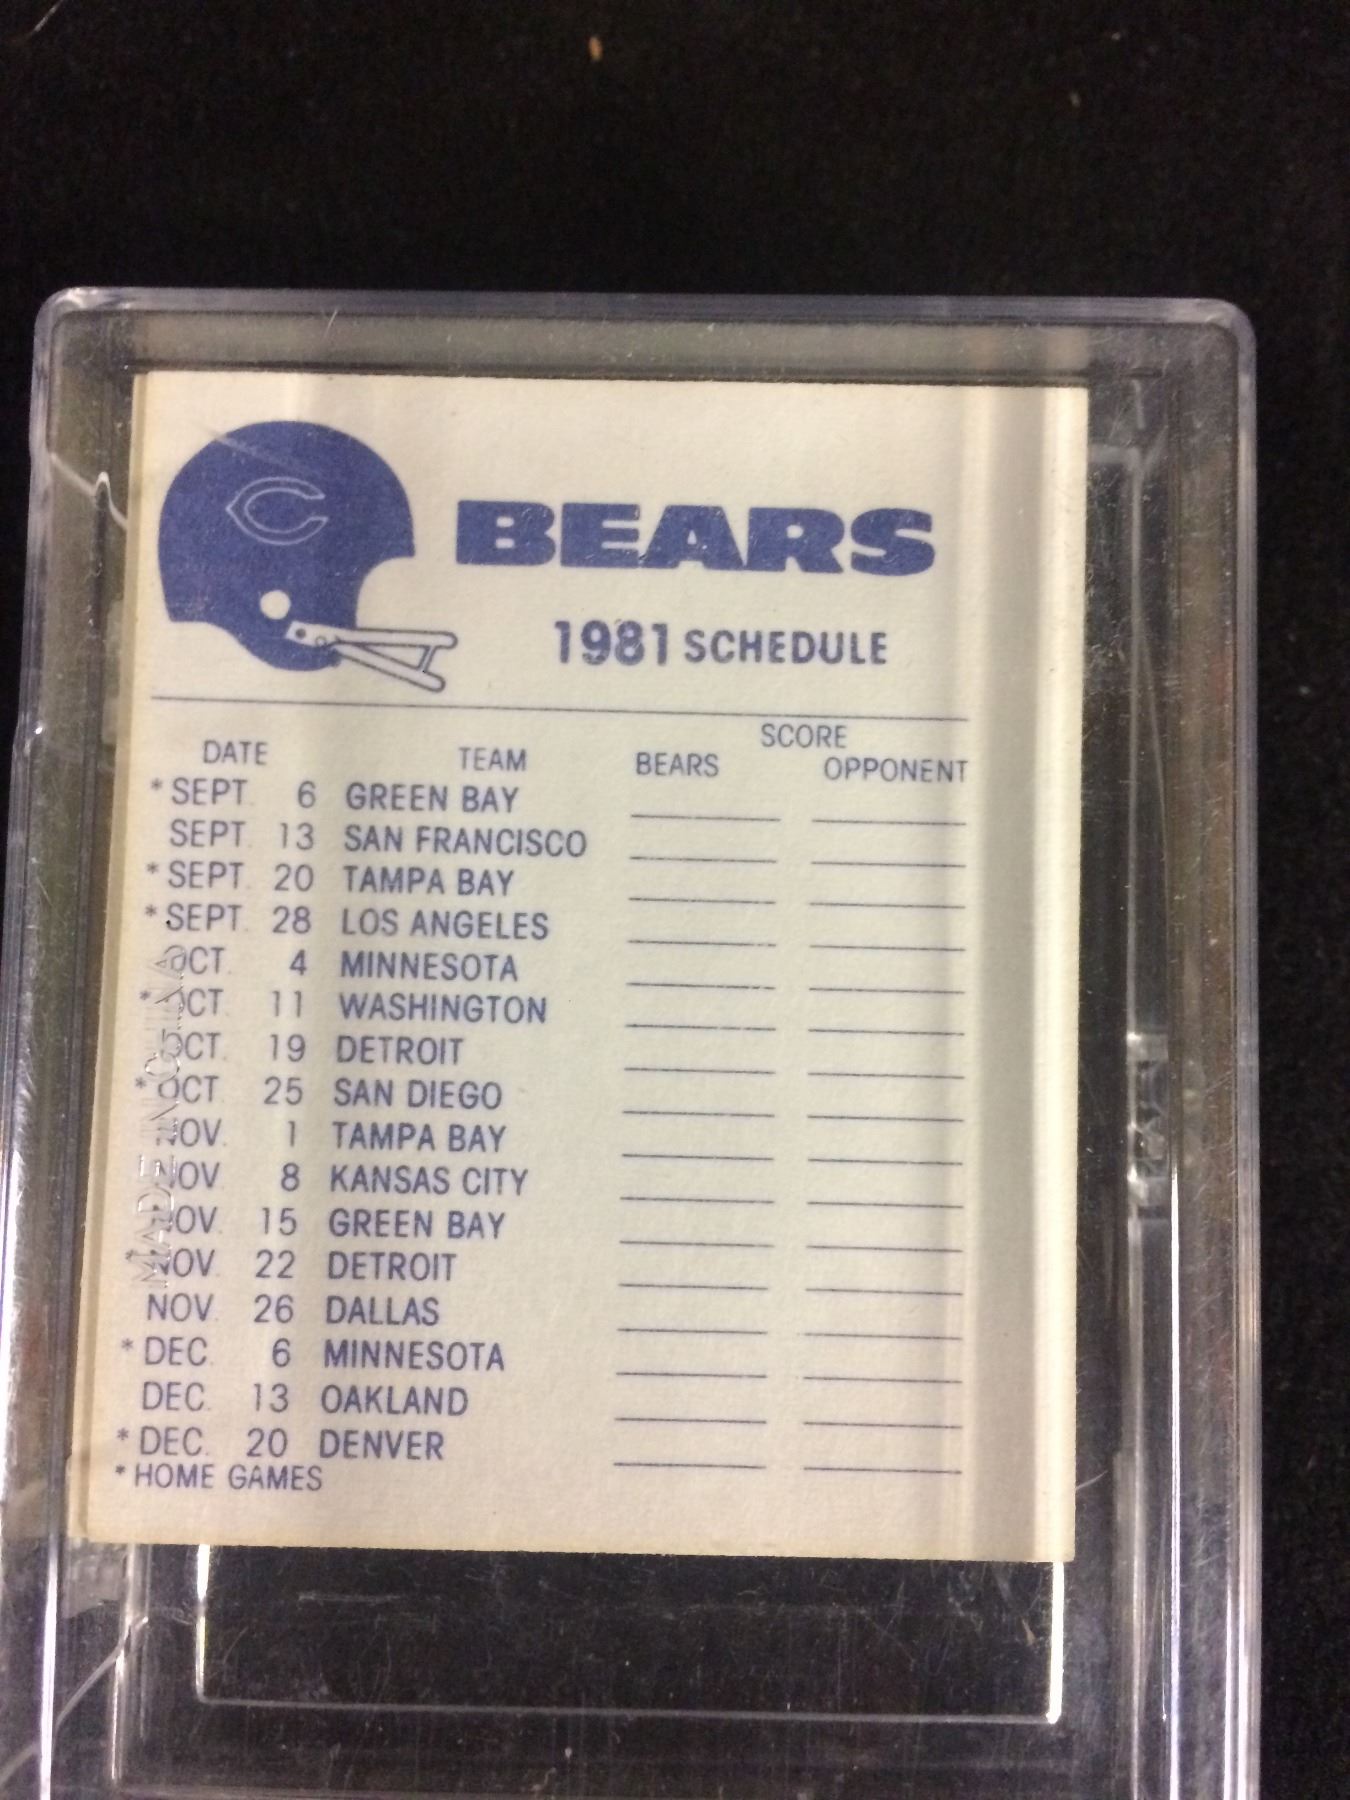 C
BEARS
1981 SCHEDULE
SCORE
DATE TEAM BEARS OPPONENT
* SEPT. 6 GREEN BAY
SEPT. 13 SAN FRANCISCO
* SEPT. 20 TAMPA BAY
* SEPT. 28 LOS ANGELES
OCT. 4 MINNESOTA
* OCT. 11 WASHINGTON
OCT. 19 DETROIT
* OCT 25 SAN DIEGO
NOV. 1 TAMPA BAY
NOV 8 KANSAS CITY
NOV. 15 GREEN BAY
* NOV. 22 DETROIT
NOV. 26 DALLAS
* DEC. 6 MINNESOTA
DEC. 13 OAKLAND
* DEC. 20 DENVER
* HOME GAMES
MADE IN CHINA